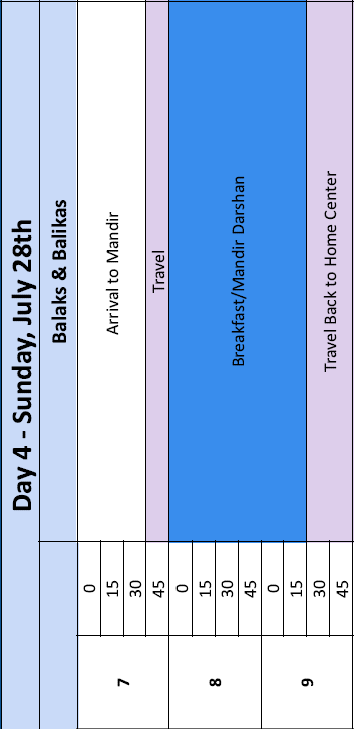 Day 4 - Sunday, July 28th
Balaks & Balikas
7
0
Arrival to Mandir
15
30
45
Travel
8
0
Breakfast/Mandir Darshan
15
30
45
9
0
15
30
Travel Back to Home Center
45